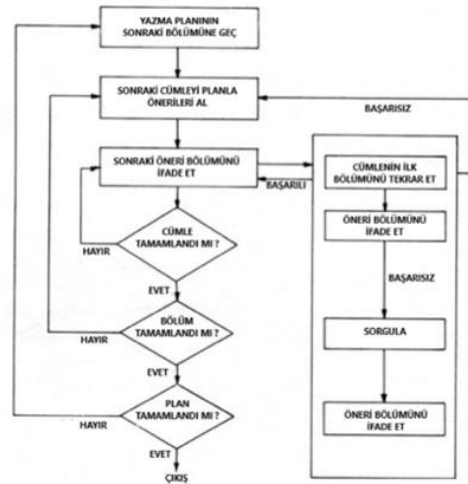 YAZMA PLANININ
SONRAKİ BÖLÜMÜNE GEÇ
SONRAKİ CÜMLEYİ PLANLA
ÖNERİLERİ AL
BAŞARISIZ
SONRAKİ ÖNERİ BÖLÜMÜNÜ
İFADE ET
BAŞARILI
CÜMLENİN İLK
BÖLÜMÜNÜ TEKRAR ET
ÖNERİ BÖLÜMÜNÜ
İFADE ET
CÜMLE
TAMAMLANDI MI ?
HAYIR
EVET
BAŞARISIZ
BÖLÜM
TAMAMLANDI MI ?
HAYIR
EVET
SORGULA
PLAN
TAMAMLANDI MI ?
HAYIR
EVET
ÖNERİ BÖLÜMÜNÜ
İFADE ET
ÇIKIŞ